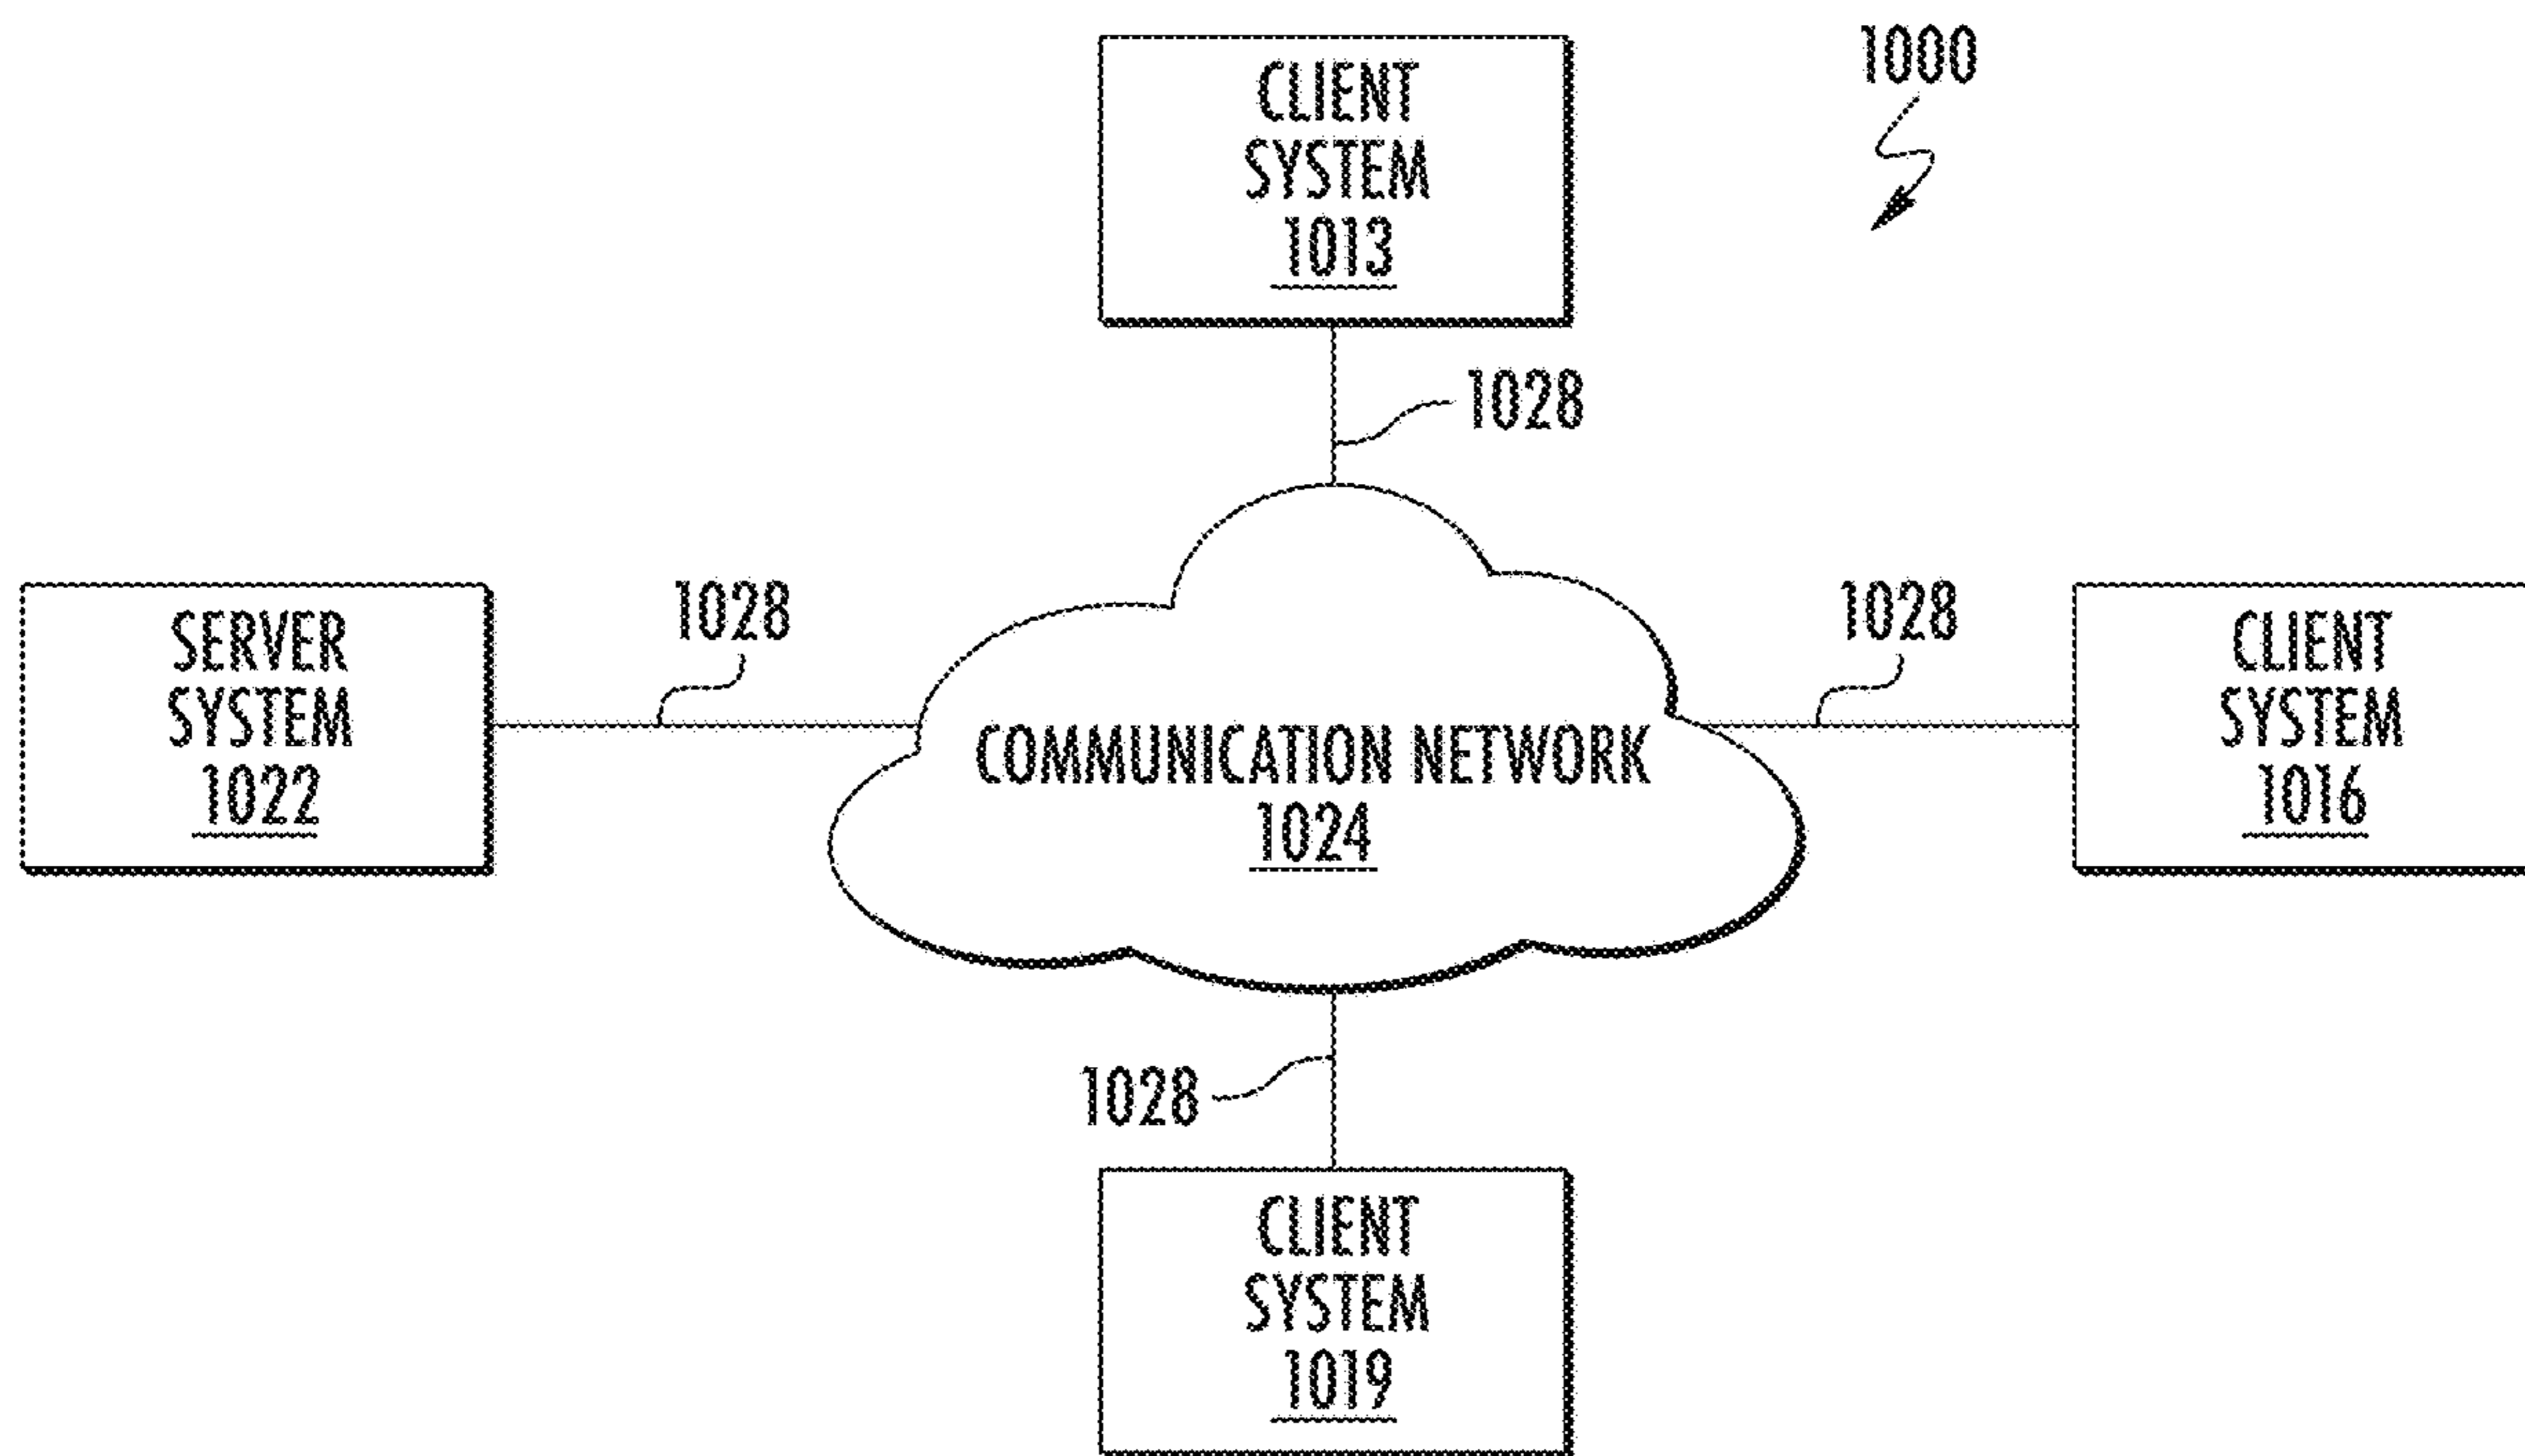 1000
CLIENT
SYSTEM
1013
1028
SERVER
SYSTEM
1022
1028
COMMUNICATION NETWORK
1024
1028
CLIENT
SYSTEM
1016
1028
CLIENT
SYSTEM
1019